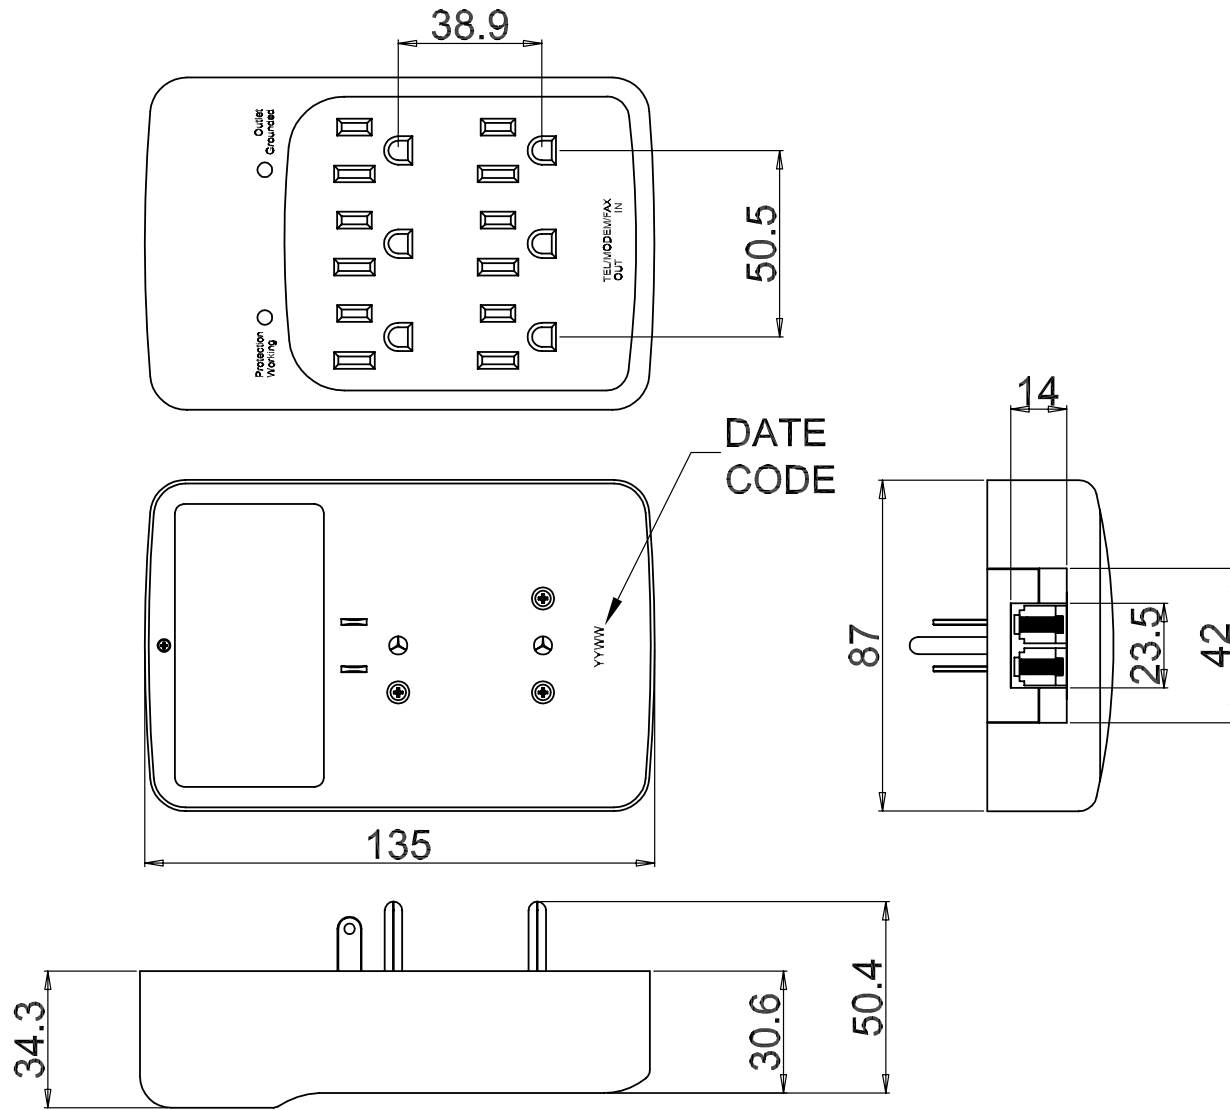 38.9
Outlet
Grounded
TEL/MODEM/FAX
IN
OUT
50.5
Protection
Working
DATE
CODE
14
YYWW
87
23.5
42
135
34.3
30.6
50.4